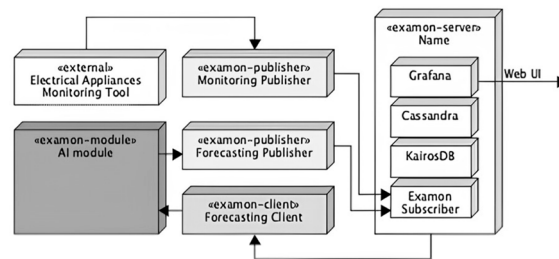 «external»
Electrical Appliances
Monitoring Tool
«examon-publisher»
Monitoring Publisher
«examon-module»
AI module
«examon-publisher»
Forecasting Publisher
«examon-client»
Forecasting Client
«examon-server»
Name
Grafana
Cassandra
KairosDB
Examon
Subscriber
Web UI